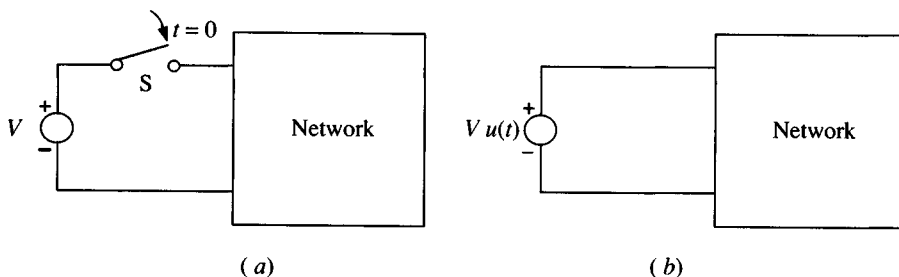 t = 0
S
+
V
−
Network
(a)
+
V u(t)
−
Network
(b)